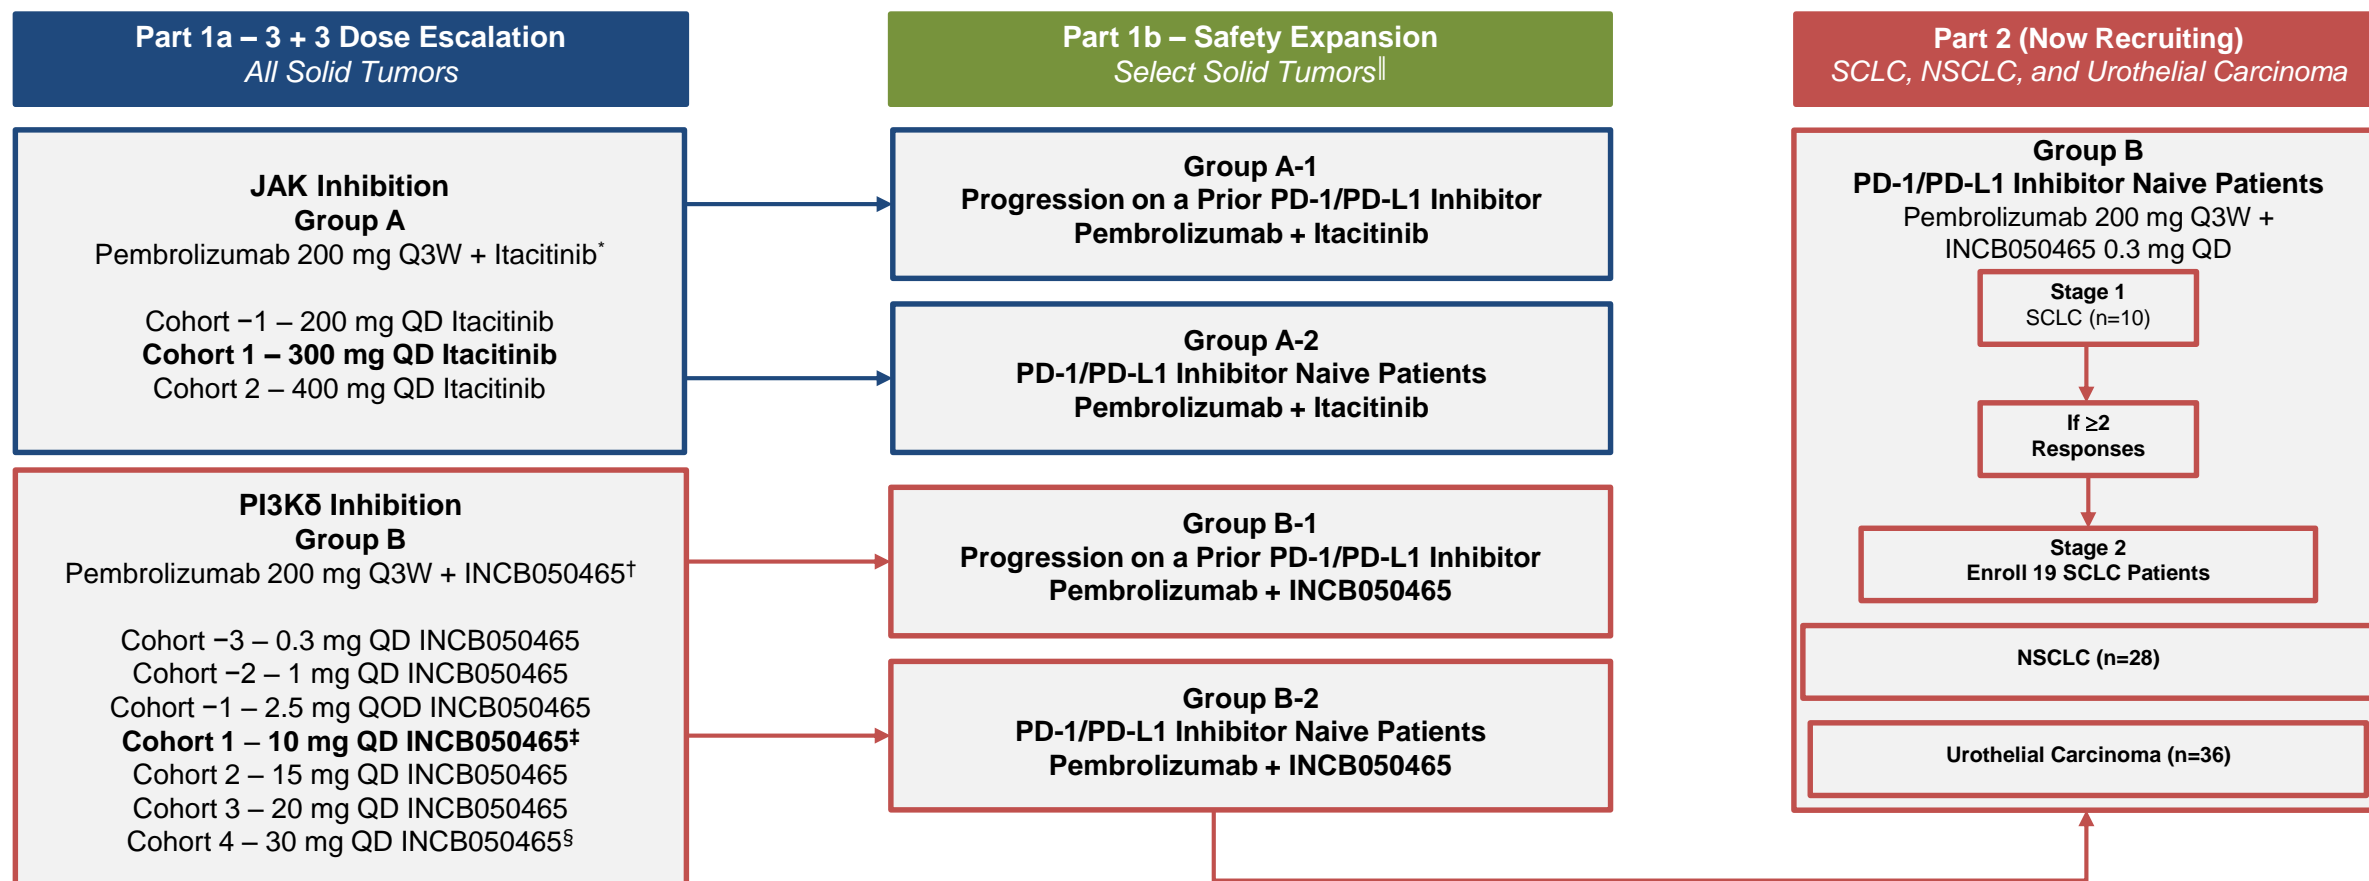 Part 1a – 3 + 3 Dose Escalation
All Solid Tumors
JAK Inhibition
Group A
Pembrolizumab 200 mg Q3W + Itacitinib*
Cohort −1 – 200 mg QD Itacitinib
Cohort 1 – 300 mg QD Itacitinib
Cohort 2 – 400 mg QD Itacitinib
PI3Kδ Inhibition
Group B
Pembrolizumab 200 mg Q3W + INCB050465†
Cohort −3 – 0.3 mg QD INCB050465
Cohort −2 – 1 mg QD INCB050465
Cohort −1 – 2.5 mg QOD INCB050465
Cohort 1 – 10 mg QD INCB050465‡
Cohort 2 – 15 mg QD INCB050465
Cohort 3 – 20 mg QD INCB050465
Cohort 4 – 30 mg QD INCB050465§
Part 1b – Safety Expansion
Select Solid Tumors‖
Group A-1
Progression on a Prior PD-1/PD-L1 Inhibitor
Pembrolizumab + Itacitinib
Group A-2
PD-1/PD-L1 Inhibitor Naive Patients
Pembrolizumab + Itacitinib
Group B-1
Progression on a Prior PD-1/PD-L1 Inhibitor
Pembrolizumab + INCB050465
Group B-2
PD-1/PD-L1 Inhibitor Naive Patients
Pembrolizumab + INCB050465
Part 2 (Now Recruiting)
SCLC, NSCLC, and Urothelial Carcinoma
Group B
PD-1/PD-L1 Inhibitor Naive Patients
Pembrolizumab 200 mg Q3W +
INCB050465 0.3 mg QD
Stage 1
SCLC (n=10)
If ≥2
Responses
Stage 2
Enroll 19 SCLC Patients
NSCLC (n=28)
Urothelial Carcinoma (n=36)